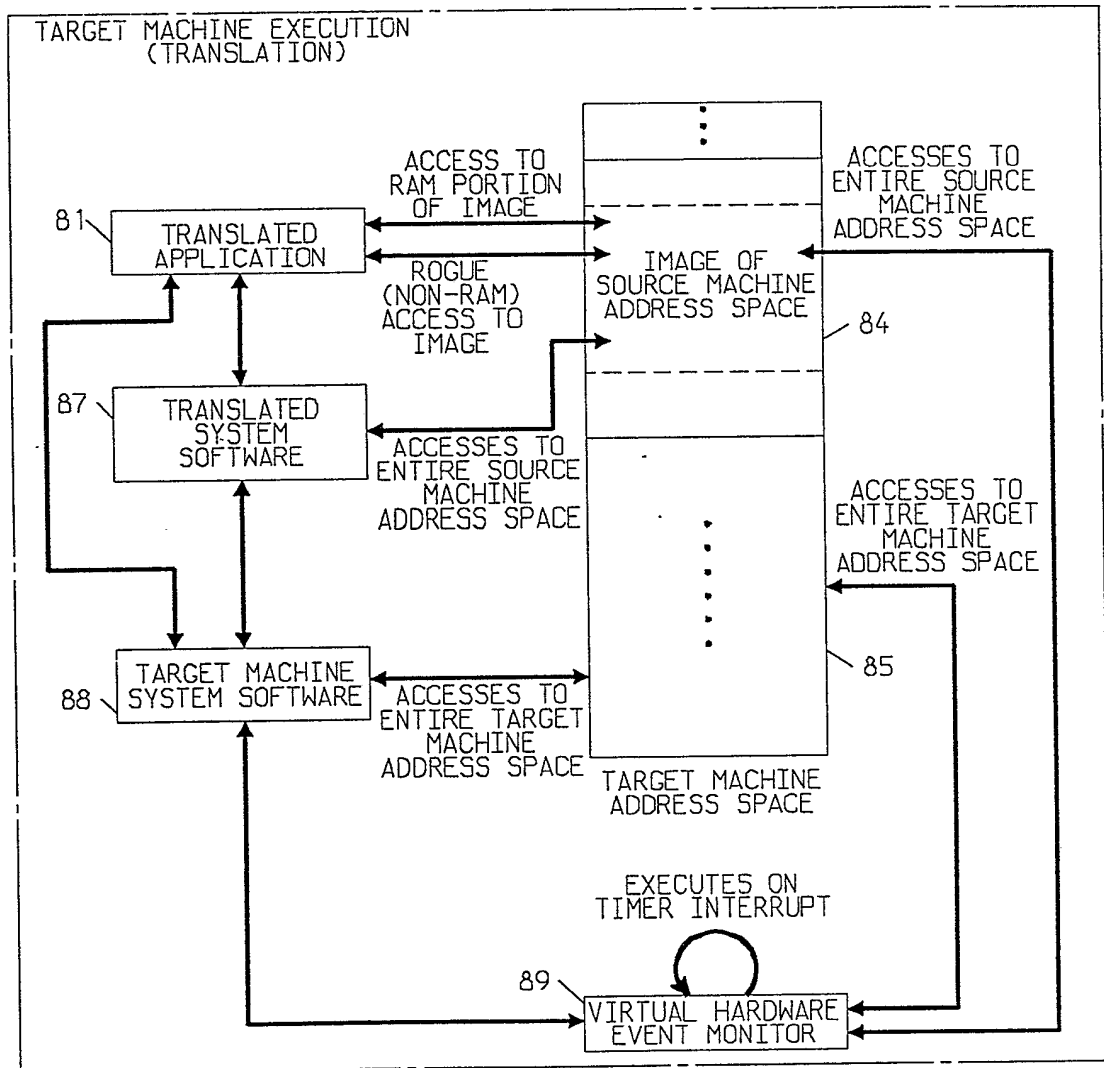 TARGET MACHINE EXECUTION
(TRANSLATION)
ACCESS TO
RAM PORTION
OF IMAGE
ACCESSES TO
ENTIRE SOURCE
MACHINE
ADDRESS SPACE
81
TRANSLATED
APPLICATION
ROGUE
(NON-RAM)
ACCESS TO
IMAGE
IMAGE OF
SOURCE MACHINE
ADDRESS SPACE
84
87
TRANSLATED
SYSTEM
SOFTWARE
ACCESSES TO
ENTIRE SOURCE
MACHINE
ADDRESS SPACE
ACCESSES TO
ENTIRE TARGET
MACHINE
ADDRESS SPACE
88
TARGET MACHINE
SYSTEM SOFTWARE
ACCESSES TO
ENTIRE TARGET
MACHINE
ADDRESS SPACE
85
TARGET MACHINE
ADDRESS SPACE
EXECUTES ON
TIMER INTERRUPT
89
VIRTUAL HARDWARE
EVENT MONITOR